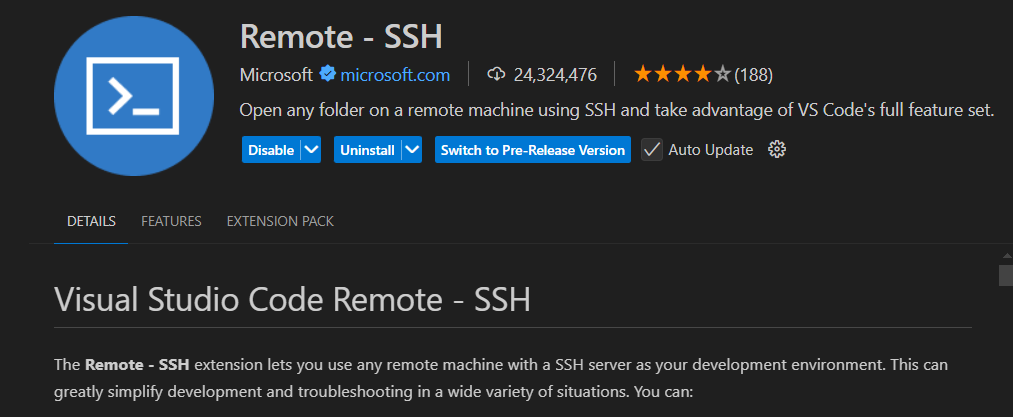 Remote - SSH
Microsoft microsoft.com 24,324,476 (188)
Open any folder on a remote machine using SSH and take advantage of VS Code's full feature set.
Disable Uninstall Switch to Pre-Release Version Auto Update
DETAILS FEATURES EXTENSION PACK
Visual Studio Code Remote - SSH
The Remote - SSH extension lets you use any remote machine with a SSH server as your development environment. This can
greatly simplify development and troubleshooting in a wide variety of situations. You can: